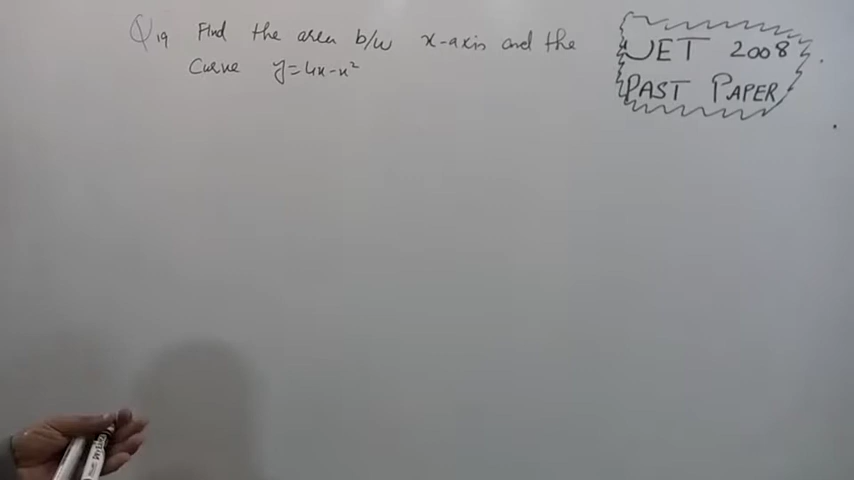 Q19 Find the area b/w x-axis and the
Curve y=4x-x²
UET 2008
PAST PAPER